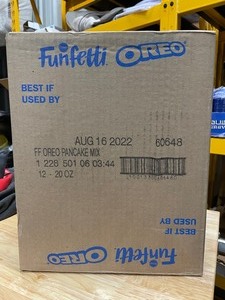 Funfetti OREO
BEST IF
USED BY
AUG 16 2022 60648
FF OREO PANCAKE MIX
1 228 501 06 03:44
12 - 20 OZ
BEST IF
USED BY
Funfetti OREO